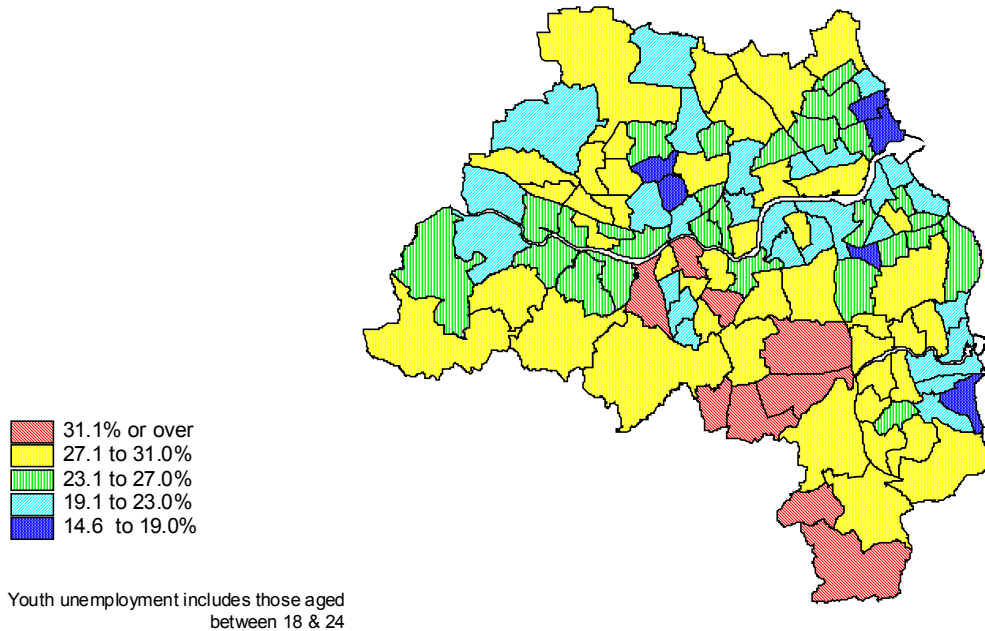 31.1% or over
27.1 to 31.0%
23.1 to 27.0%
19.1 to 23.0%
14.6 to 19.0%
Youth unemployment includes those aged
between 18 & 24